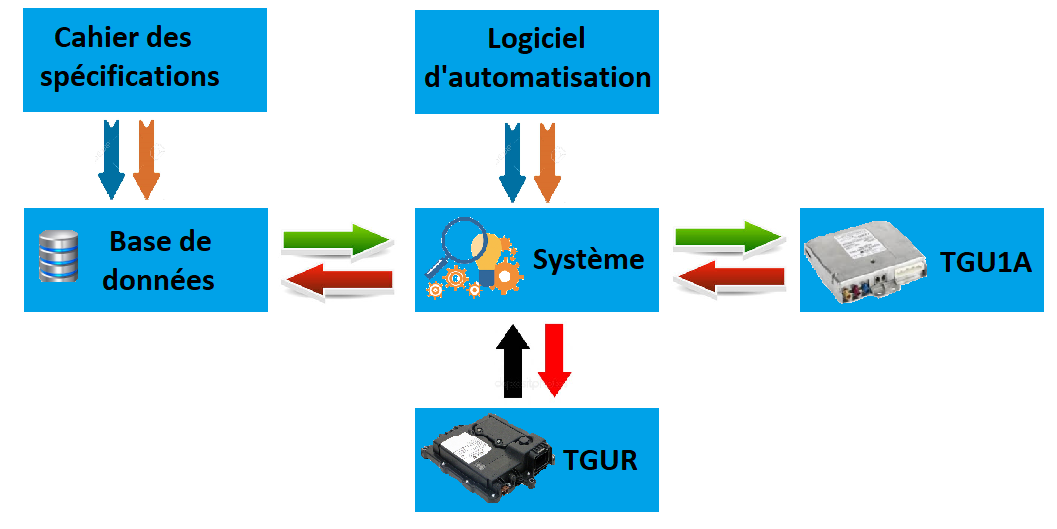 Cahier des
spécifications
Logiciel
d'automatisation
Base de
données
Système
TGU1A
TGUR